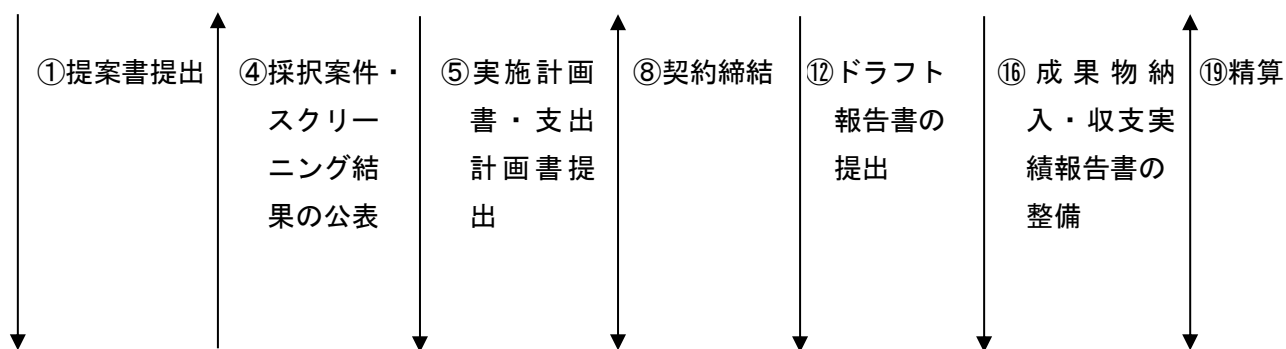 ①提案書提出
④採択案件・
スクリー
ニング結
果の公表
⑤実施計画
書・支出
計画書提
出
⑧契約締結
⑫ドラフト
報告書の
提出
⑯成果物納
入・収支実
績報告書の
整備
⑲精算